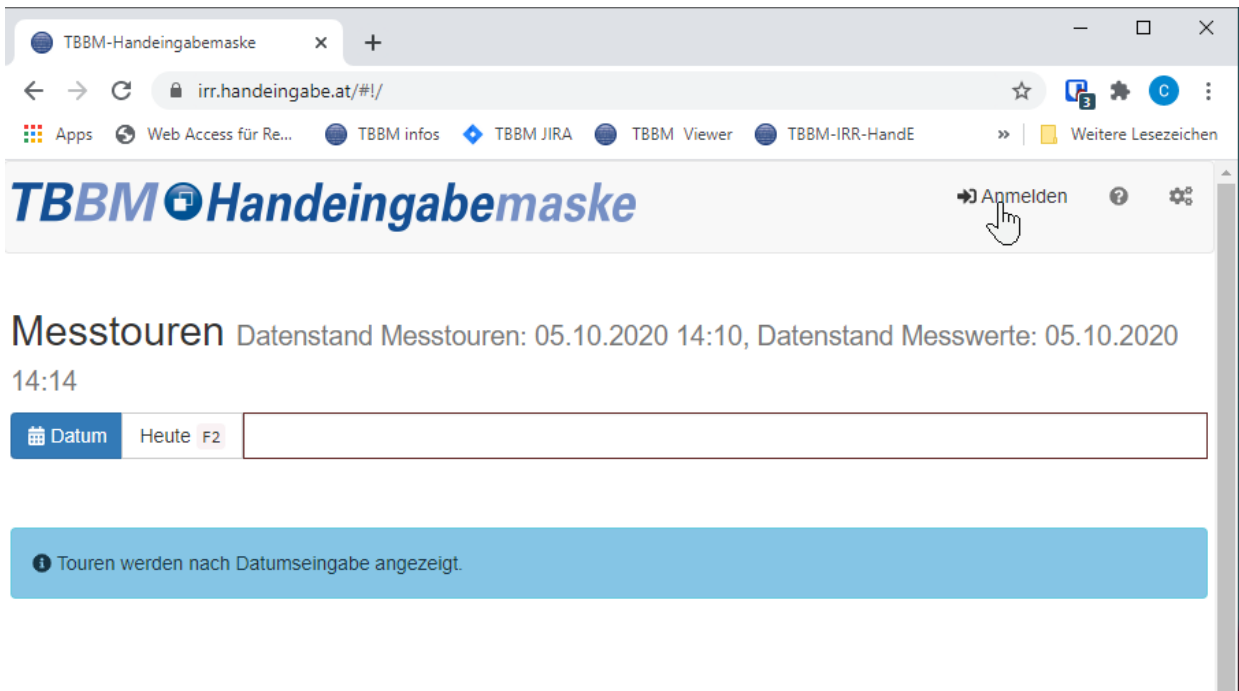 TBBM-Handeingabemaske
irr.handeingabe.at/#!/
3
C
Apps Web Access für Re... TBBM infos TBBM JIRA TBBM Viewer TBBM-IRR-HandE » Weitere Lesezeichen
TBBM Handeingabemaske
Anmelden
Messtouren Datenstand Messtouren: 05.10.2020 14:10, Datenstand Messwerte: 05.10.2020
14:14
Datum Heute F2
Touren werden nach Datumseingabe angezeigt.